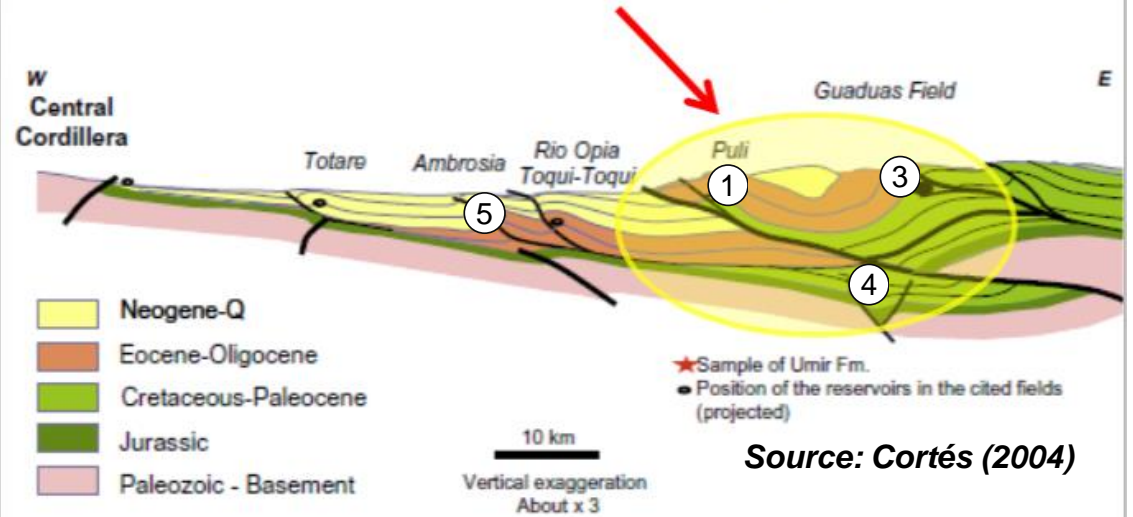 W
Central
Cordillera
Totare
Ambrosia
Rio Opia
Toqui-Toqui
Puli
Guaduas Field
E
1
3
5
4
Neogene-Q
Eocene-Oligocene
Cretaceous-Paleocene
Jurassic
Paleozoic - Basement
10 km
Vertical exaggeration
About x 3
Sample of Umir Fm.
Position of the reservoirs in the cited fields
(projected)
Source: Cortés (2004)